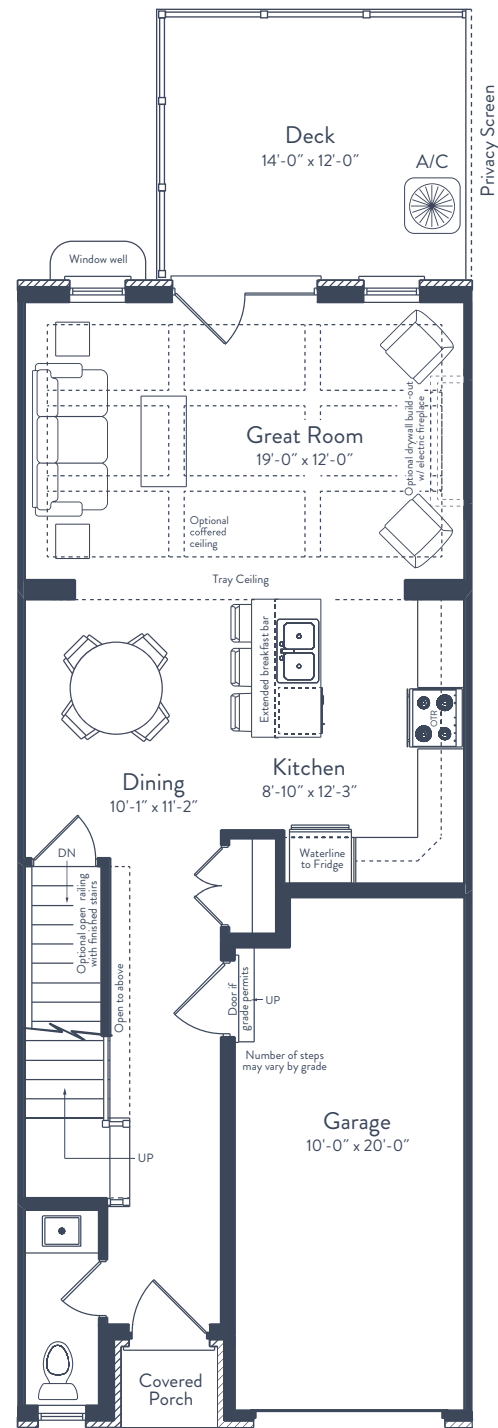 Deck
14'-0" x 12'-0"
A/C
Privacy Screen
Window well
Great Room
19'-0" x 12'-0"
Optional drywall build-out
w/ electric fireplace
Optional
coffered
ceiling
Tray Ceiling
Extended breakfast bar
OTR
Kitchen
8'-10" x 12'-3"
Dining
10'-1" x 11'-2"
Waterline
to Fridge
DN
Optional open railing
with finished stairs
Open to above
Door if
grade permits
UP
Number of steps
may vary by grade
Garage
10'-0" x 20'-0"
UP
Covered
Porch